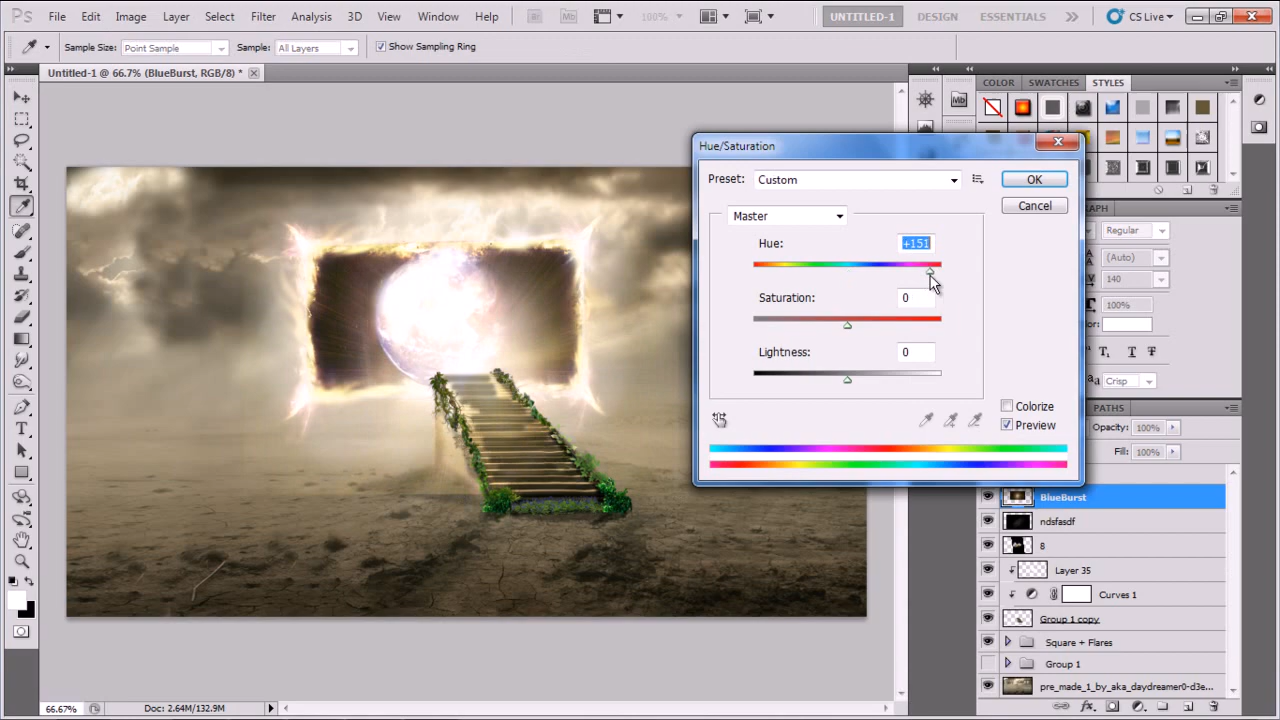 Ps File Edit Image Layer Select Filter Analysis 3D View Window Help Br Mb 100% UNTITLED-1 DESIGN ESSENTIALS CS Live
Sample Size: Point Sample Sample: All Layers Show Sampling Ring
Untitled-1 @ 66.7% (BlueBurst, RGB/8) *
COLOR SWATCHES STYLES
Mb
Hue/Saturation
Preset: Custom OK
Cancel
Master
Hue: +151
Saturation: 0
Lightness: 0
Colorize
Preview
Regular
(Auto)
140
100%
Crisp
PATHS
Opacity: 100%
Fill: 100%
BlueBurst
ndsfasdf
8
Layer 35
Curves 1
Group 1 copy
Square + Flares
Group 1
pre_made_1_by_aka_daydreamer0-d3e...
66.67% Doc: 2.64M/132.9M